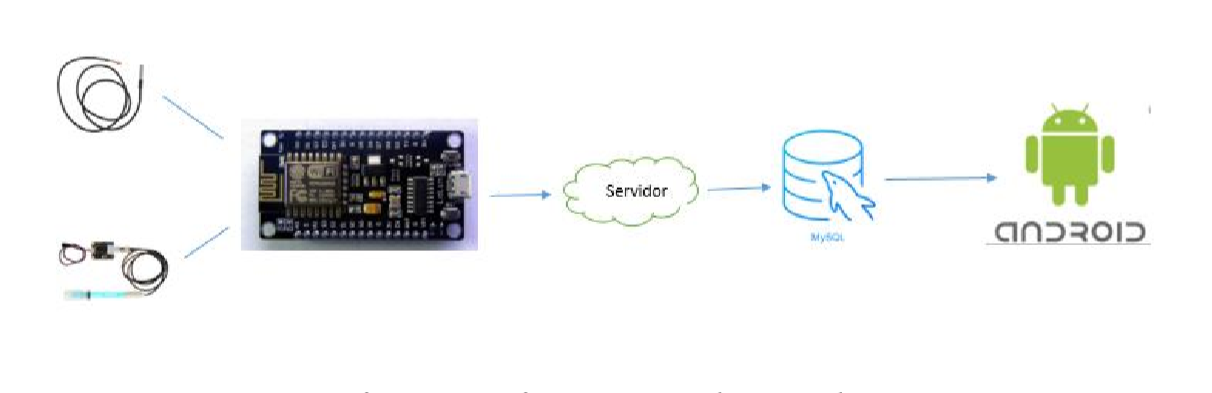 Servidor
MySQL
ANDROID